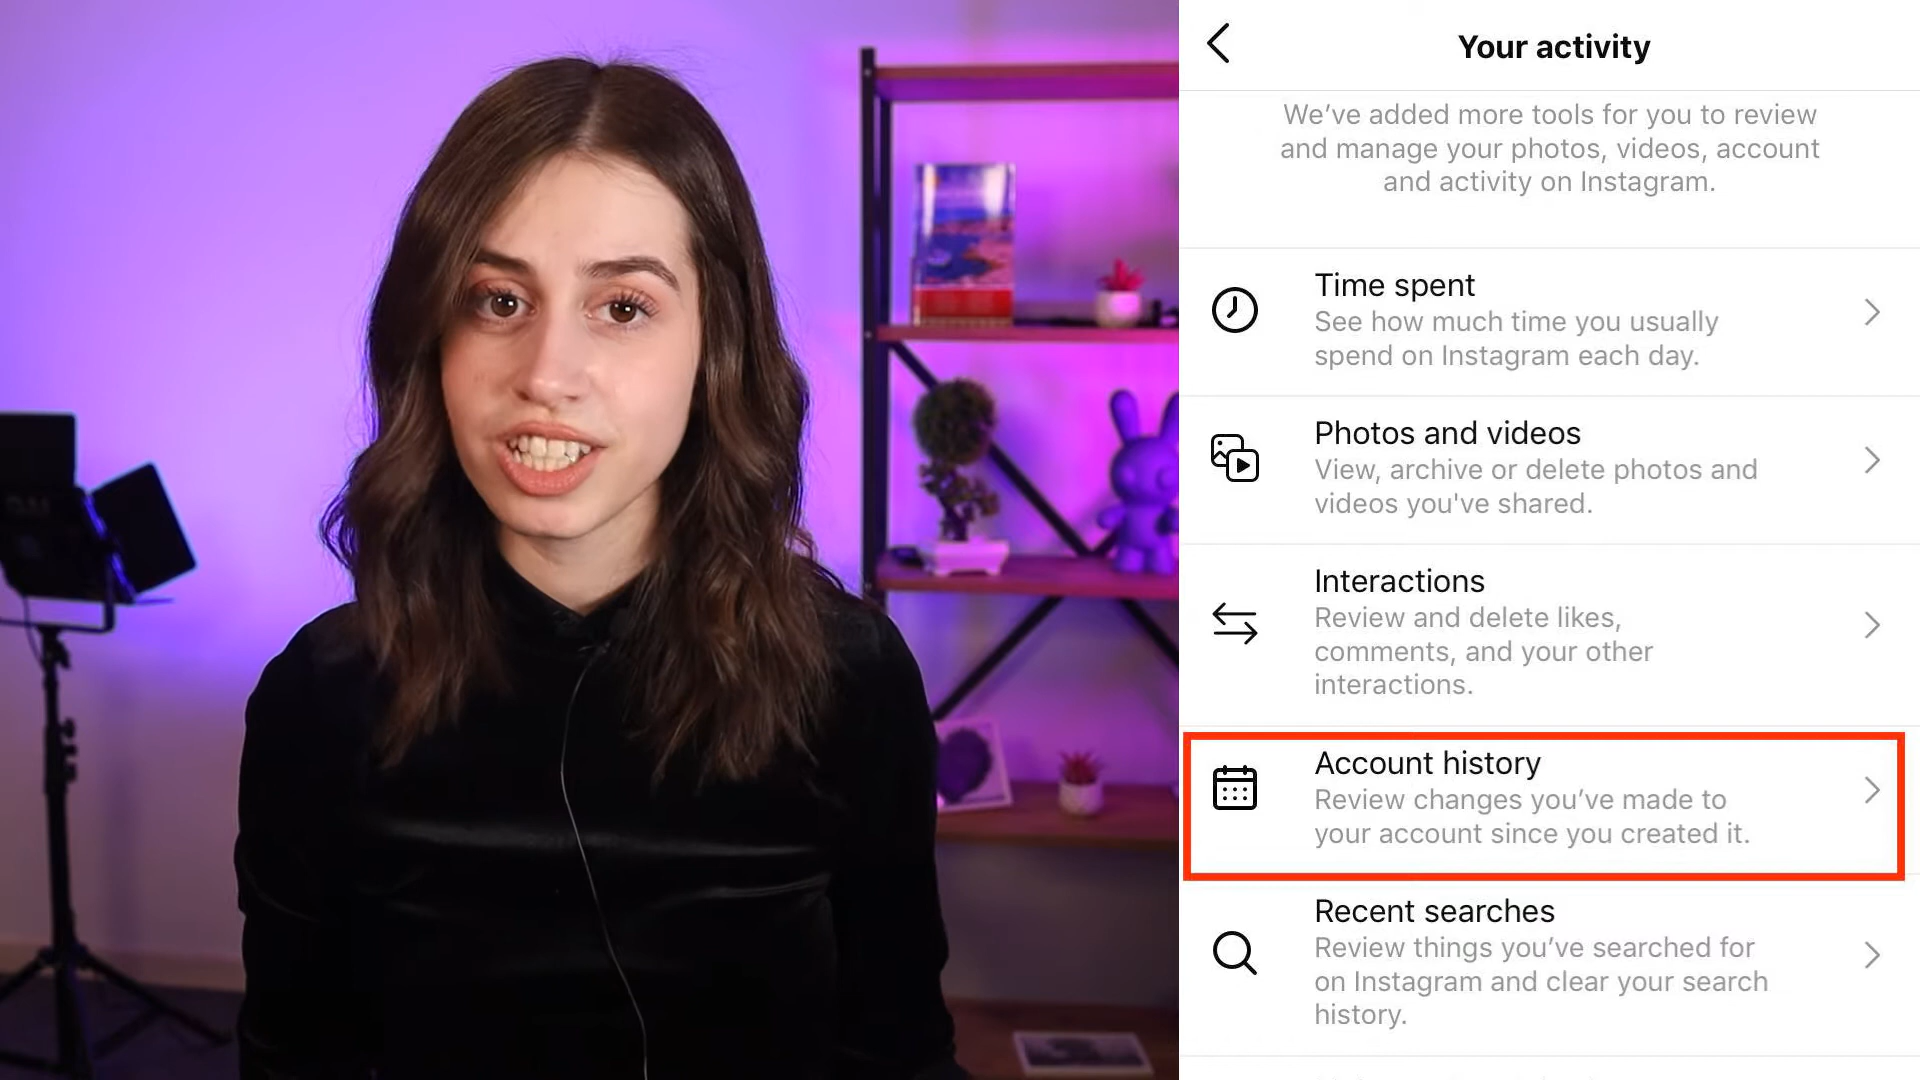 Your activity
We’ve added more tools for you to review
and manage your photos, videos, account
and activity on Instagram.
Time spent
See how much time you usually
spend on Instagram each day.
Photos and videos
View, archive or delete photos and
videos you've shared.
Interactions
Review and delete likes,
comments, and your other
interactions.
Account history
Review changes you’ve made to
your account since you created it.
Recent searches
Review things you’ve searched for
on Instagram and clear your search
history.